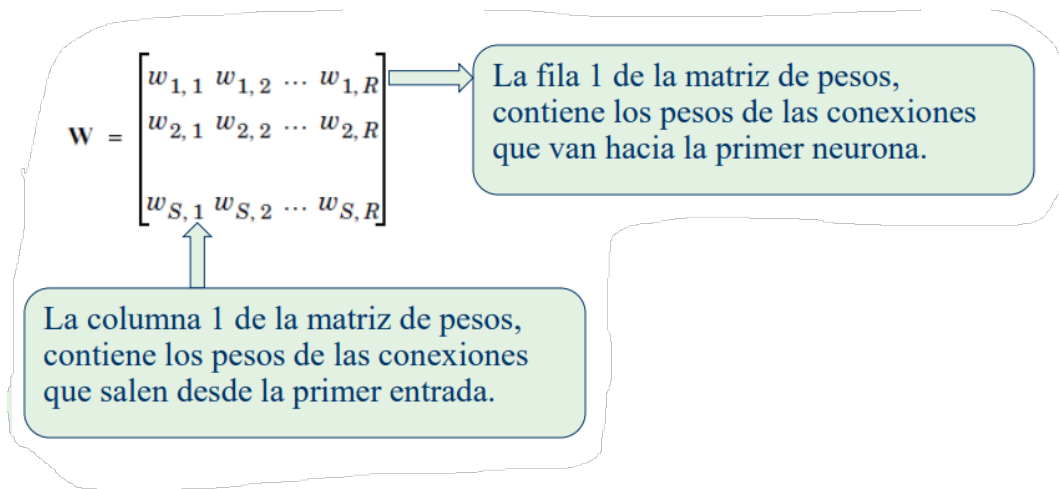 W = [ w1, 1 w1, 2 ... w1, R
w2, 1 w2, 2 ... w2, R
wS, 1 wS, 2 ... wS, R ]
La fila 1 de la matriz de pesos,
contiene los pesos de las conexiones
que van hacia la primer neurona.
La columna 1 de la matriz de pesos,
contiene los pesos de las conexiones
que salen desde la primer entrada.